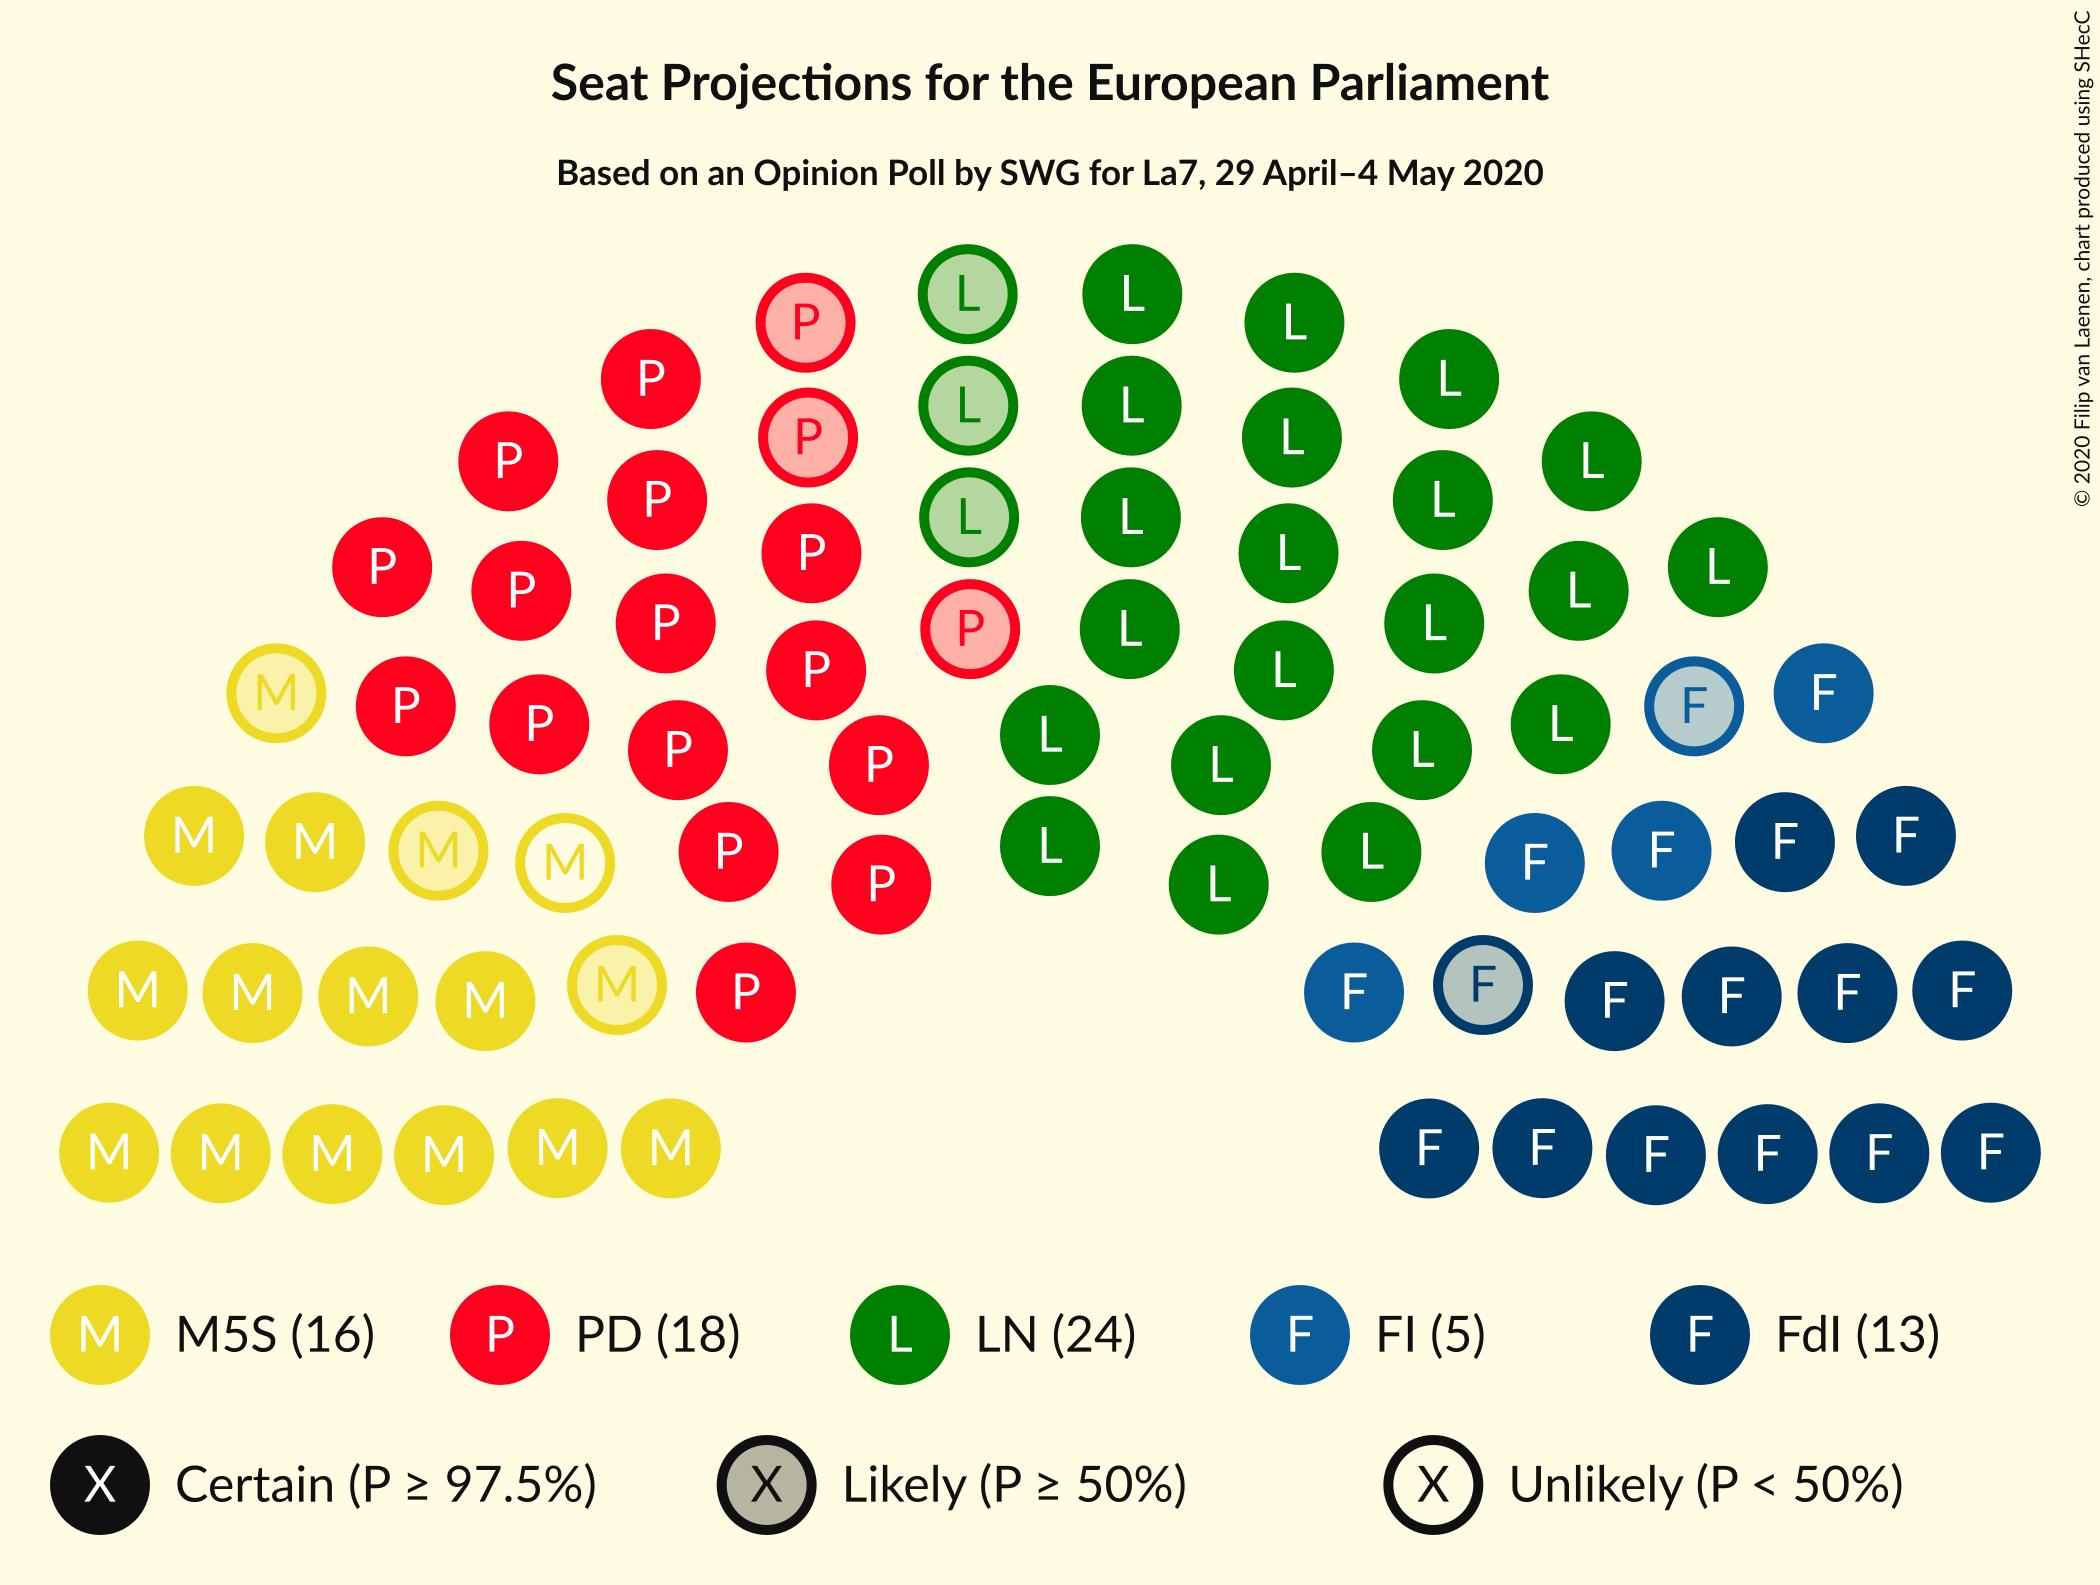 Seat Projections for the European Parliament
Based on an Opinion Poll by SWG for La7, 29 April–4 May 2020
© 2020 Filip van Laenen, chart produced using SHecC
L L
P L L
P L P L
L L
P L P L
P L
L L
P P L L
P L
P L P L
P L
M F
P F
P L
P L
L
P L
M F
M F
L
M P L F
M F
P L
M F
M F
M F
M F
M P F F
M F
M F
M F
M M M M M M F F F F F F
M M5S (16) P PD (18) L LN (24) F FI (5) F FdI (13)
X Certain (P ≥ 97.5%) X Likely (P ≥ 50%) X Unlikely (P < 50%)